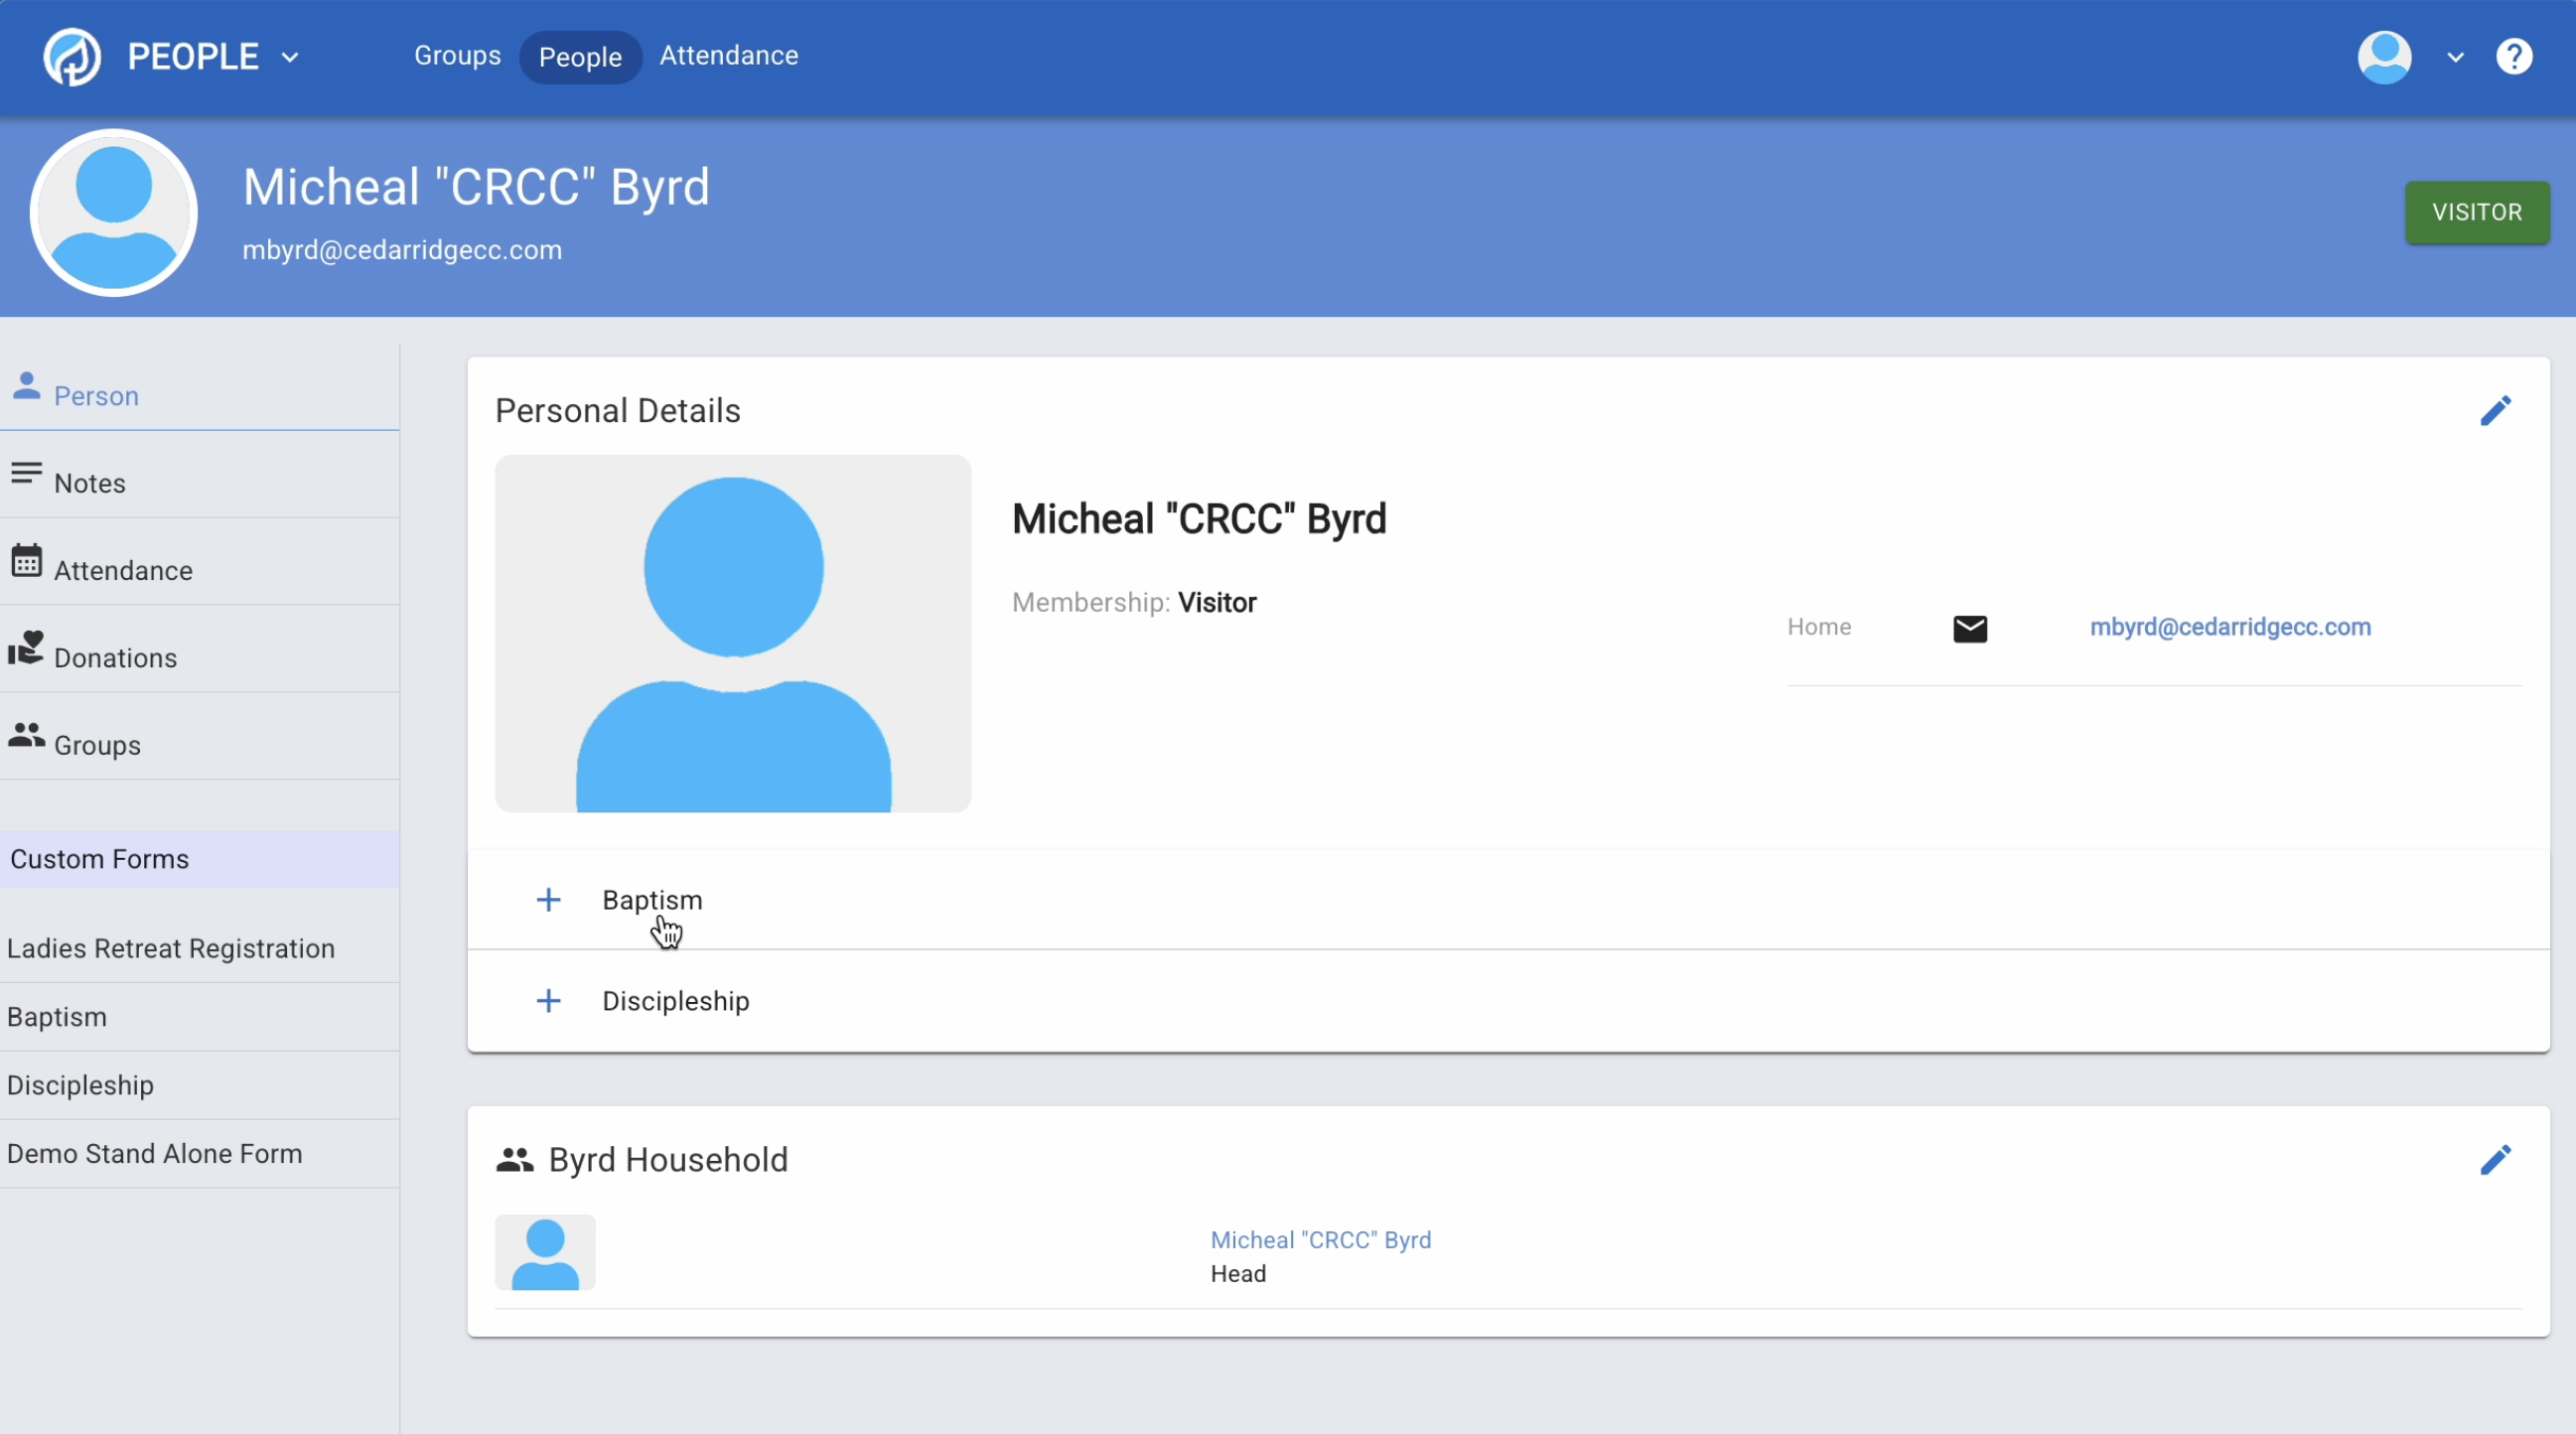 PEOPLE
Groups
People
Attendance
Micheal "CRCC" Byrd
mbyrd@cedarridgecc.com
VISITOR
Person
Notes
Attendance
Donations
Groups
Custom Forms
Ladies Retreat Registration
Baptism
Discipleship
Demo Stand Alone Form
Personal Details
Micheal "CRCC" Byrd
Membership: Visitor
Home
mbyrd@cedarridgecc.com
Baptism
Discipleship
Byrd Household
Micheal "CRCC" Byrd
Head